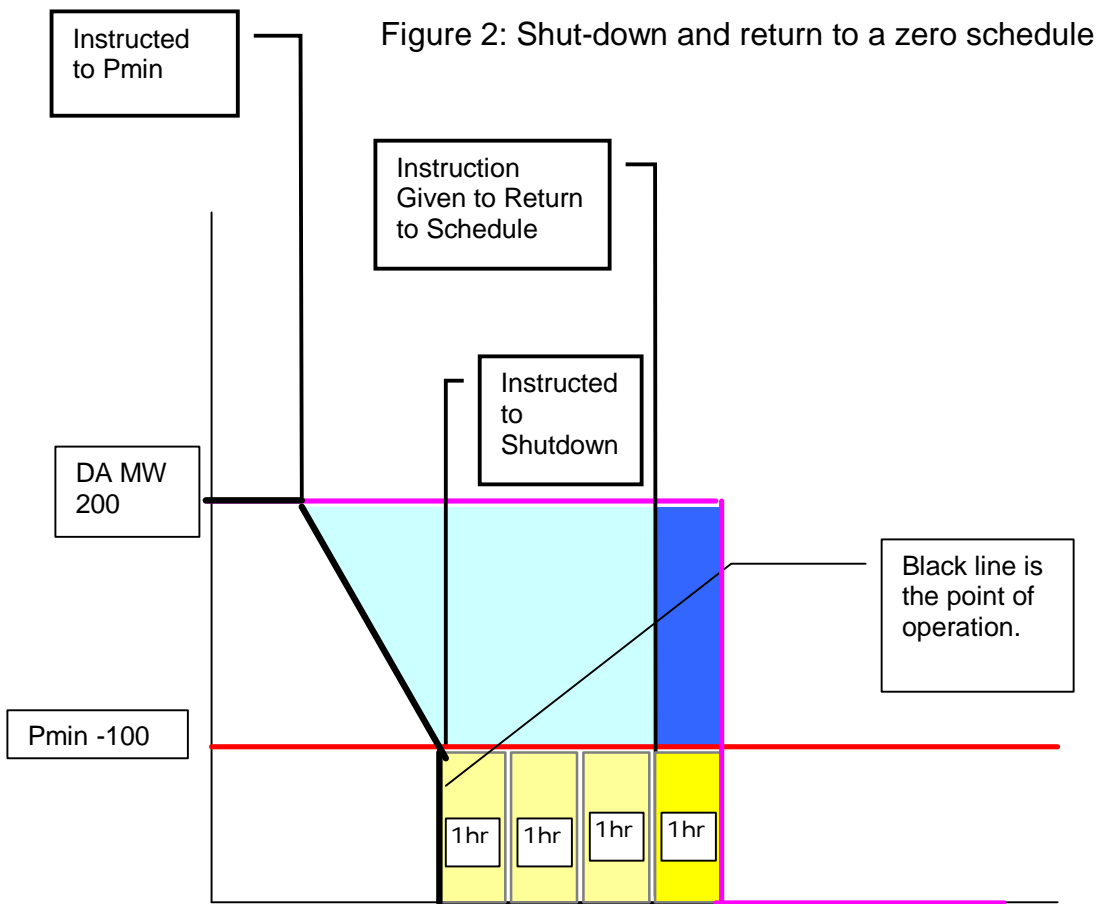 Figure 2: Shut-down and return to a zero schedule
Instructed
to Pmin
Instruction
Given to Return
to Schedule
Instructed
to
Shutdown
DA MW
200
Black line is
the point of
operation.
Pmin -100
1hr
1hr
1hr
1hr